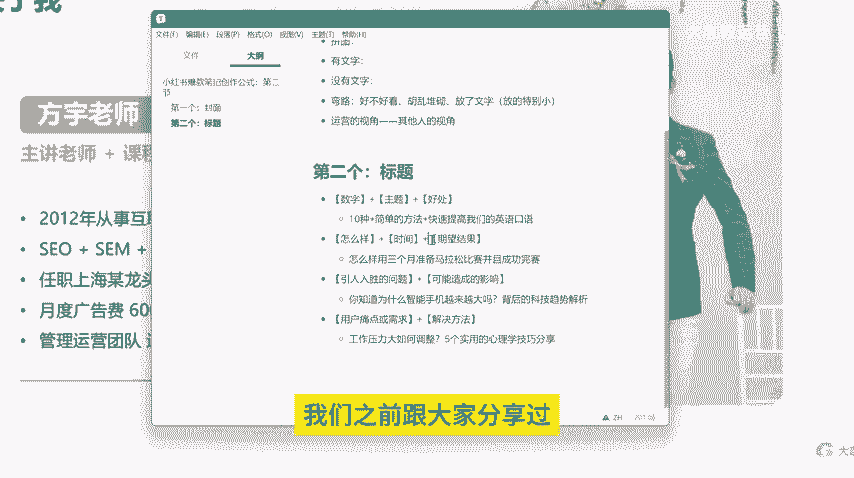 方宇老师
主讲老师 + 课程
• 2012年从事互联
• SEO + SEM +
• 任职上海某龙头
• 月度广告费 600
• 管理运营团队
文件(F) 编辑(E) 段落(P) 格式(O) 视图(V) 主题(T) 帮助(H)
文件 大纲
小红书爆款笔记创作公式：第二节
第一个：封面
第二个：标题
• 有文字：
• 没有文字：
• 弯路：好不好看、胡乱堆砌、放了文字（放的特别小）
• 运营的视角——其他人的视角
第二个：标题
• 【数字】+【主题】+【好处】
◦ 10种+简单的方法+快速提高我们的英语口语
• 【怎么样】+【时间】+【期望结果】
◦ 怎么样用三个月准备马拉松比赛并且成功完赛
• 【引人入胜的问题】+【可能造成的影响】
◦ 你知道为什么智能手机越来越大吗？背后的科技趋势解析
• 【用户痛点或需求】+【解决方法】
◦ 工作压力大如何调整？5个实用的心理学技巧分享
我们之前跟大家分享过